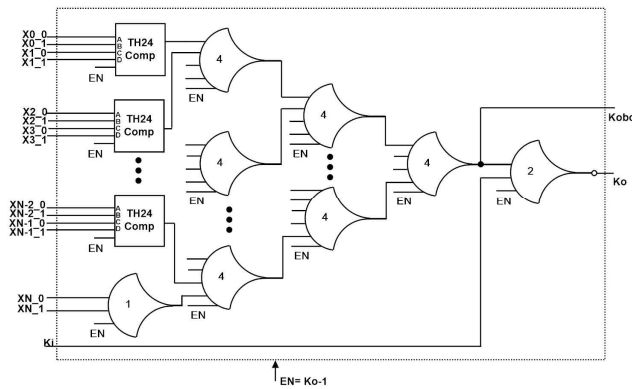 X0_0
X0_1
X1_0
X1_1
A
B
C
D
TH24
Comp
EN
4
EN
X2_0
X2_1
X3_0
X3_1
A
B
C
D
TH24
Comp
EN
4
EN
Kobd
4
EN
4
EN
2
EN
Ko
XN-2_0
XN-2_1
XN-1_0
XN-1_1
A
B
C
D
TH24
Comp
EN
4
EN
4
EN
XN_0
XN_1
1
EN
Ki
EN= Ko-1